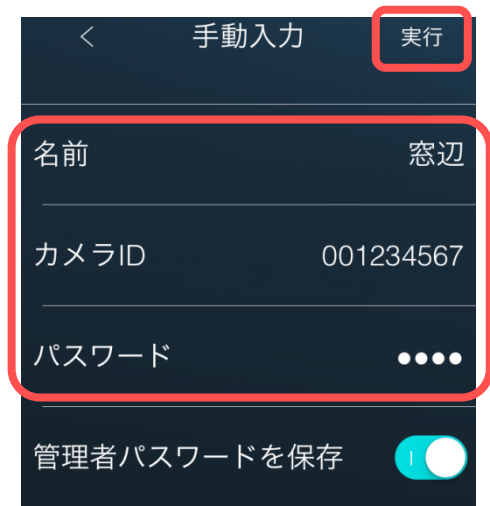 < 手動入力 実行
名前 窓辺
カメラID 001234567
パスワード ●●●●
管理者パスワードを保存